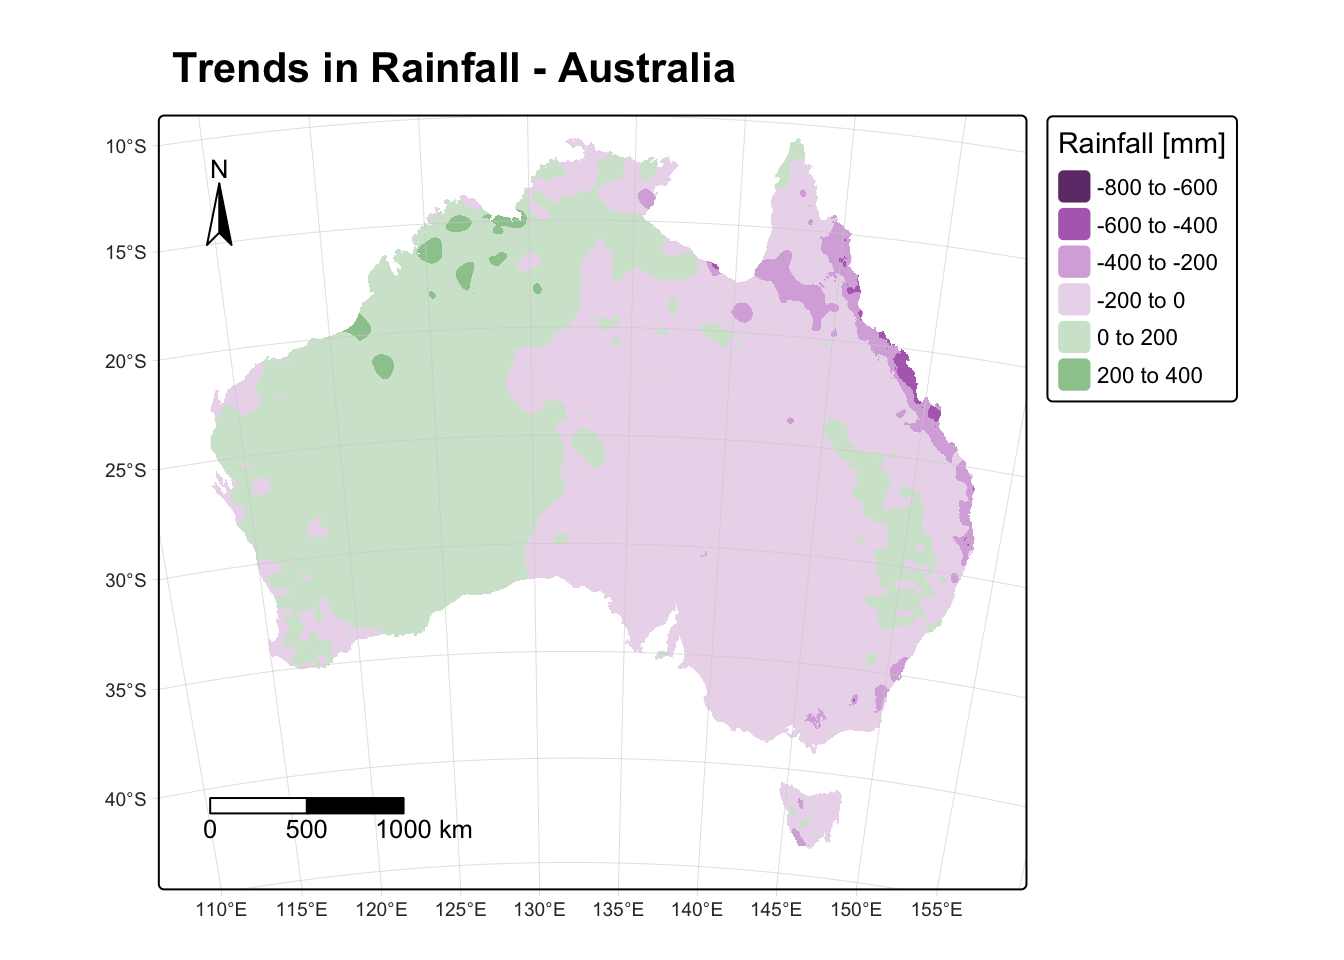 Trends in Rainfall - Australia
Rainfall [mm]
-800 to -600
-600 to -400
-400 to -200
-200 to 0
0 to 200
200 to 400
N
10°S
15°S
20°S
25°S
30°S
35°S
40°S
0 500 1000 km
110°E 115°E 120°E 125°E 130°E 135°E 140°E 145°E 150°E 155°E